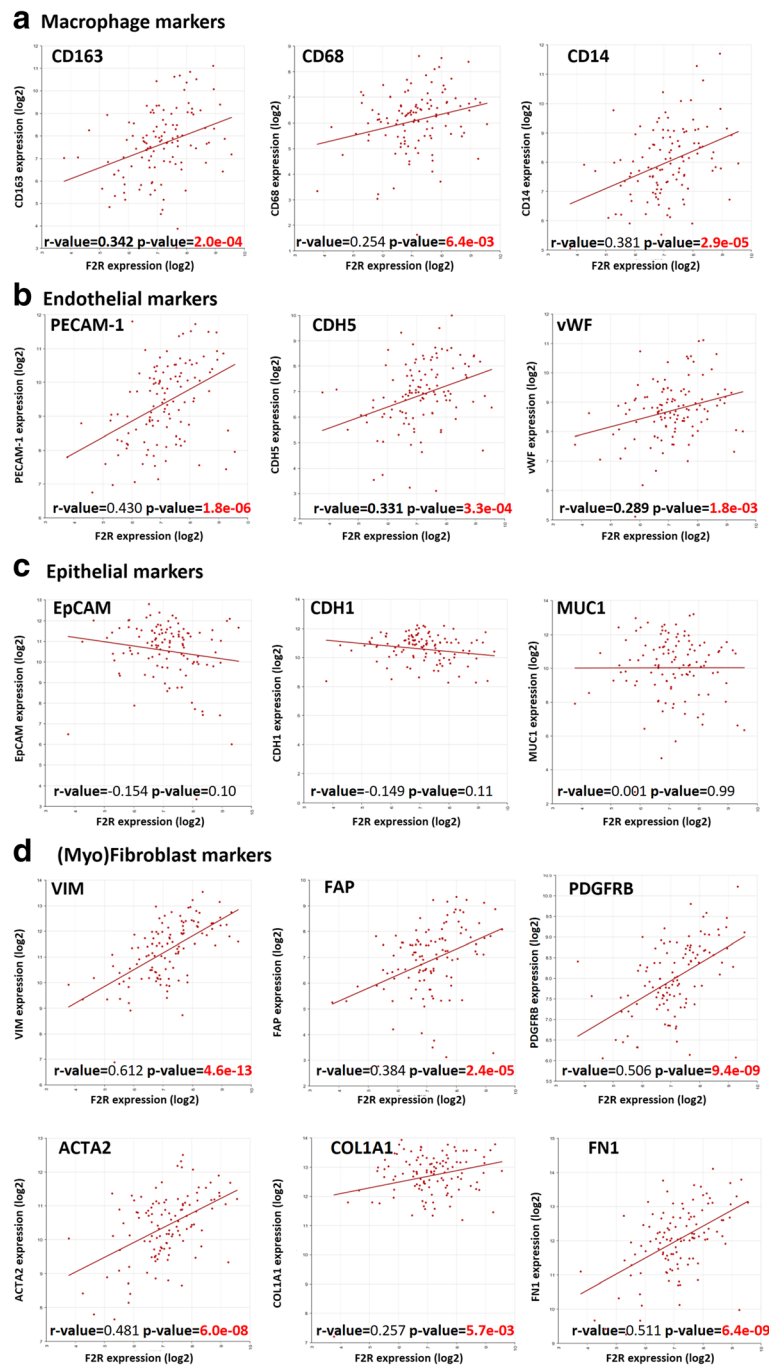 a Macrophage markers
CD163
CD163 expression (log2)
r-value=0.342 p-value=2.0e-04
F2R expression (log2)
CD68
CD68 expression (log2)
r-value=0.254 p-value=6.4e-03
F2R expression (log2)
CD14
CD14 expression (log2)
r-value=0.381 p-value=2.9e-05
F2R expression (log2)
b Endothelial markers
PECAM-1
PECAM-1 expression (log2)
r-value=0.430 p-value=1.8e-06
F2R expression (log2)
CDH5
CDH5 expression (log2)
r-value=0.331 p-value=3.3e-04
F2R expression (log2)
vWF
vWF expression (log2)
r-value=0.289 p-value=1.8e-03
F2R expression (log2)
c Epithelial markers
EpCAM
EpCAM expression (log2)
r-value=-0.154 p-value=0.10
F2R expression (log2)
CDH1
CDH1 expression (log2)
r-value=-0.149 p-value=0.11
F2R expression (log2)
MUC1
MUC1 expression (log2)
r-value=0.001 p-value=0.99
F2R expression (log2)
d (Myo)Fibroblast markers
VIM
VIM expression (log2)
r-value=0.612 p-value=4.6e-13
F2R expression (log2)
FAP
FAP expression (log2)
r-value=0.384 p-value=2.4e-05
F2R expression (log2)
PDGFRB
PDGFRB expression (log2)
r-value=0.506 p-value=9.4e-09
F2R expression (log2)
ACTA2
ACTA2 expression (log2)
r-value=0.481 p-value=6.0e-08
F2R expression (log2)
COL1A1
COL1A1 expression (log2)
r-value=0.257 p-value=5.7e-03
F2R expression (log2)
FN1
FN1 expression (log2)
r-value=0.511 p-value=6.4e-09
F2R expression (log2)